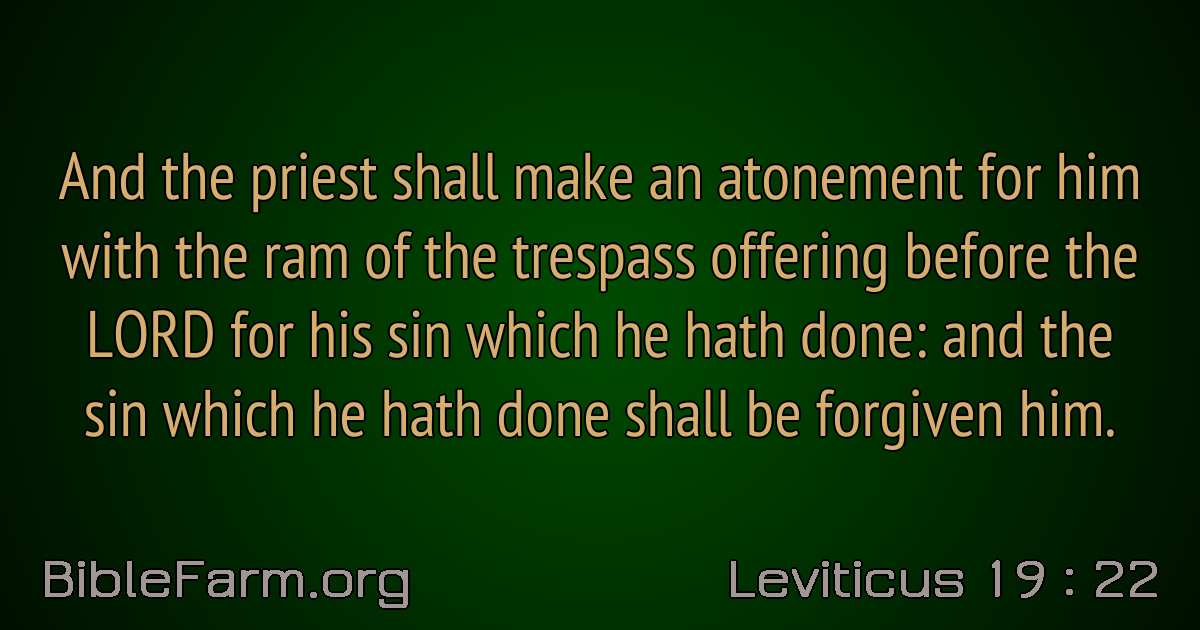 And the priest shall make an atonement for him
with the ram of the trespass offering before the
LORD for his sin which he hath done: and the
sin which he hath done shall be forgiven him.
BibleFarm.org
Leviticus 19 : 22